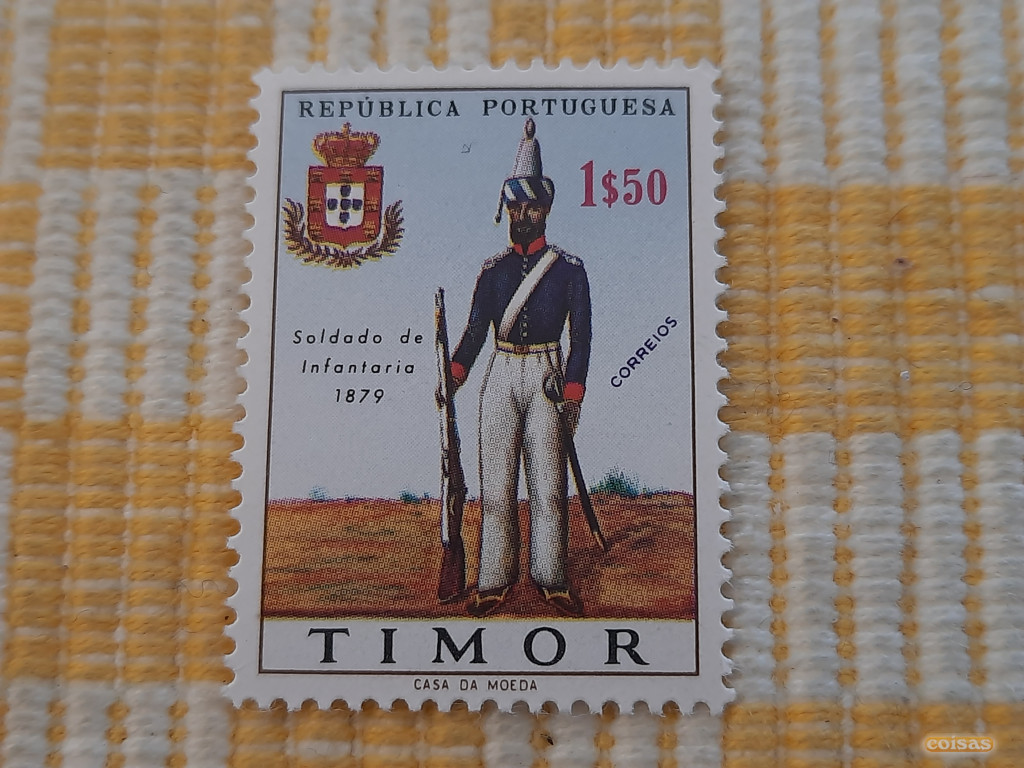 REPÚBLICA PORTUGUESA
1$50
Soldado de
Infantaria
1879
CORREIOS
TIMOR
CASA DA MOEDA
coisas